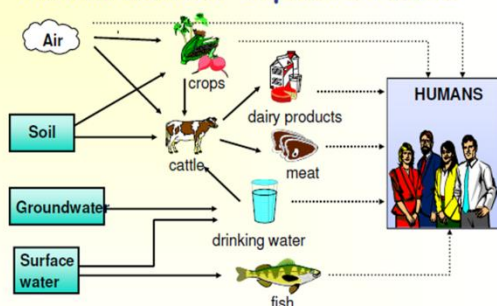 Air
crops
HUMANS
dairy products
Soil
cattle
meat
Groundwater
drinking water
Surface
water
fish